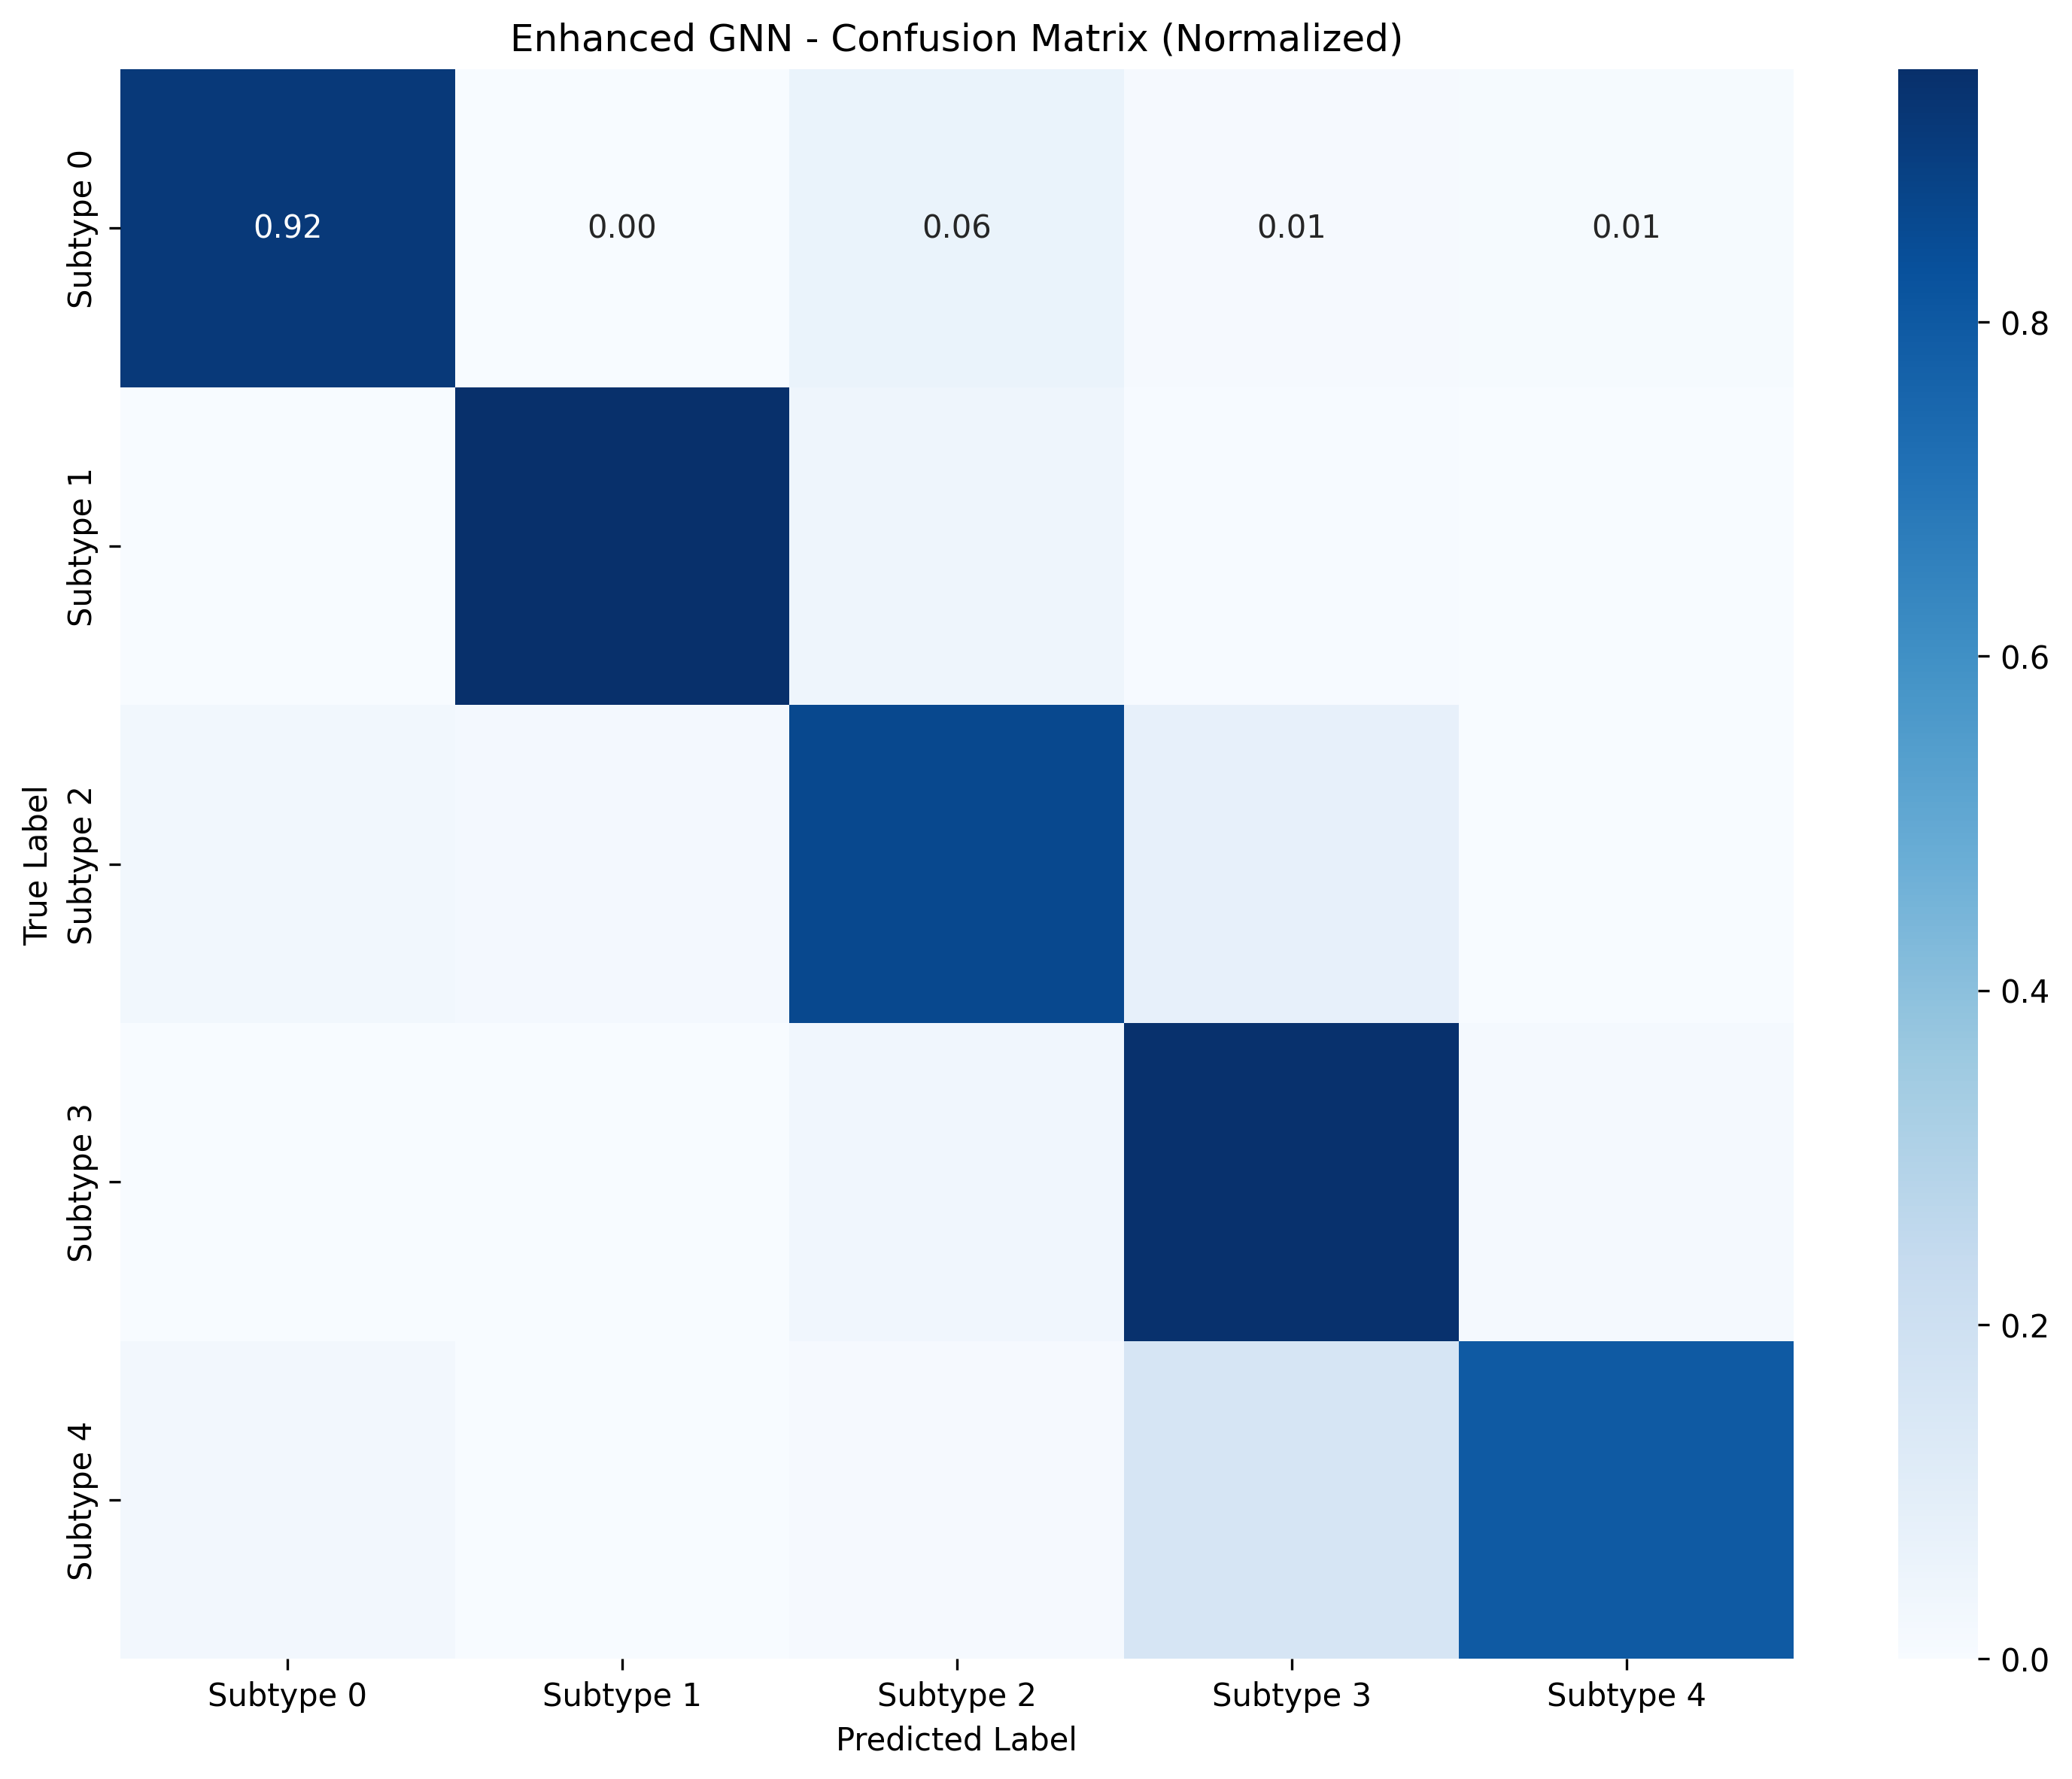 Enhanced GNN - Confusion Matrix (Normalized)
True Label
Subtype 0
0.92 0.00 0.06 0.01 0.01
Subtype 1
Subtype 2
Subtype 3
Subtype 4
Subtype 0 Subtype 1 Subtype 2 Subtype 3 Subtype 4
Predicted Label
0.8
0.6
0.4
0.2
0.0